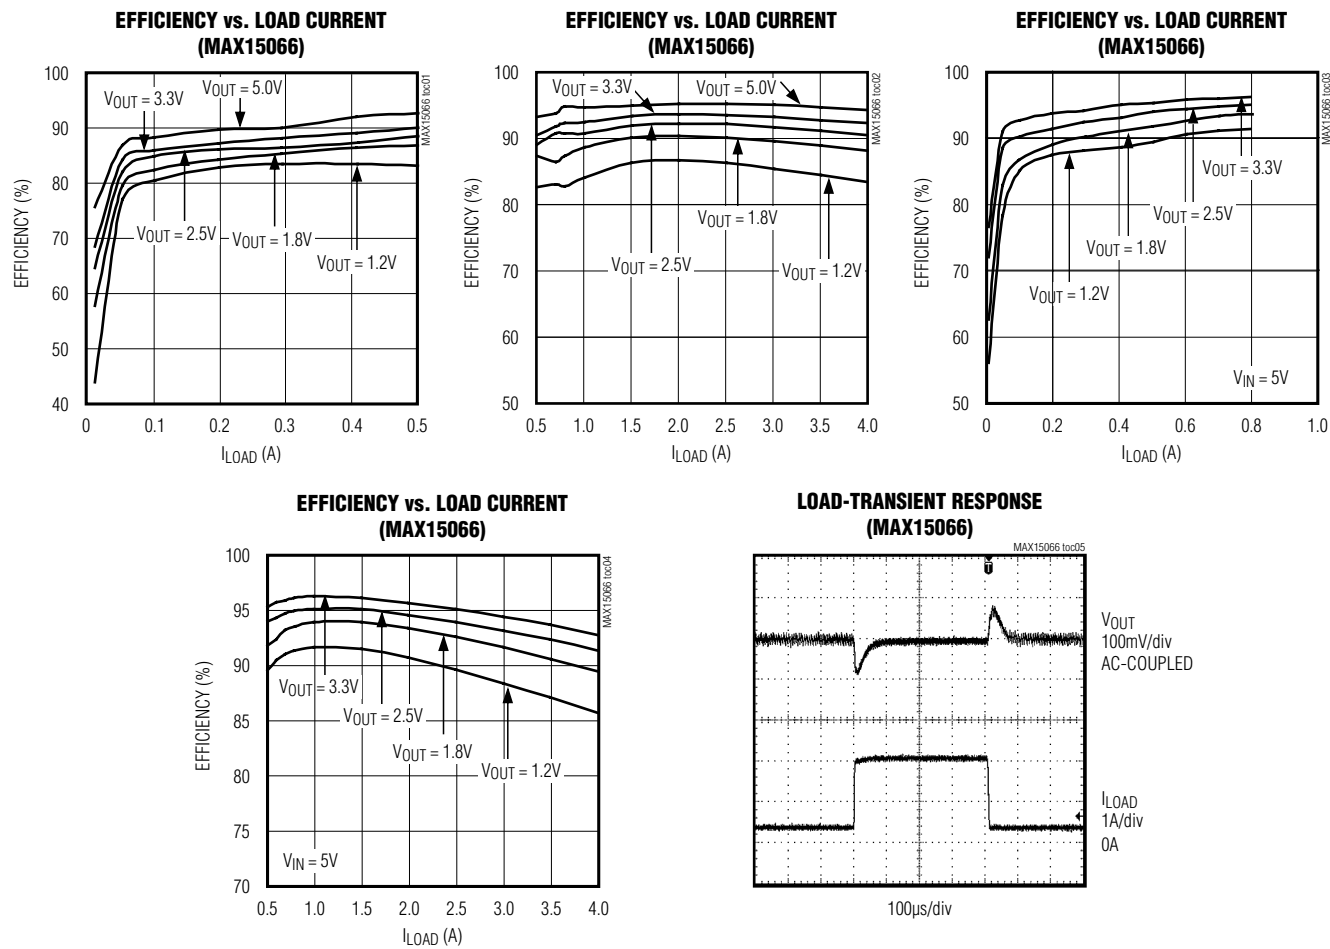 EFFICIENCY vs. LOAD CURRENT
(MAX15066)
100
90
80
70
60
50
40
EFFICIENCY (%)
0
0.1
0.2
0.3
0.4
0.5
ILOAD (A)
VOUT = 3.3V
VOUT = 5.0V
VOUT = 2.5V
VOUT = 1.8V
VOUT = 1.2V
MAX15066 toc01
EFFICIENCY vs. LOAD CURRENT
(MAX15066)
100
90
80
70
60
50
EFFICIENCY (%)
0.5
1.0
1.5
2.0
2.5
3.0
3.5
4.0
ILOAD (A)
VOUT = 3.3V
VOUT = 5.0V
VOUT = 1.8V
VOUT = 2.5V
VOUT = 1.2V
MAX15066 toc02
EFFICIENCY vs. LOAD CURRENT
(MAX15066)
100
90
80
70
60
50
EFFICIENCY (%)
0
0.2
0.4
0.6
0.8
1.0
ILOAD (A)
VOUT = 3.3V
VOUT = 2.5V
VOUT = 1.8V
VOUT = 1.2V
VIN = 5V
MAX15066 toc03
EFFICIENCY vs. LOAD CURRENT
(MAX15066)
100
95
90
85
80
75
70
EFFICIENCY (%)
0.5
1.0
1.5
2.0
2.5
3.0
3.5
4.0
ILOAD (A)
VOUT = 3.3V
VOUT = 2.5V
VOUT = 1.8V
VOUT = 1.2V
VIN = 5V
MAX15066 toc04
LOAD-TRANSIENT RESPONSE
(MAX15066)
MAX15066 toc05
T
VOUT
100mV/div
AC-COUPLED
ILOAD
1A/div
0A
100µs/div